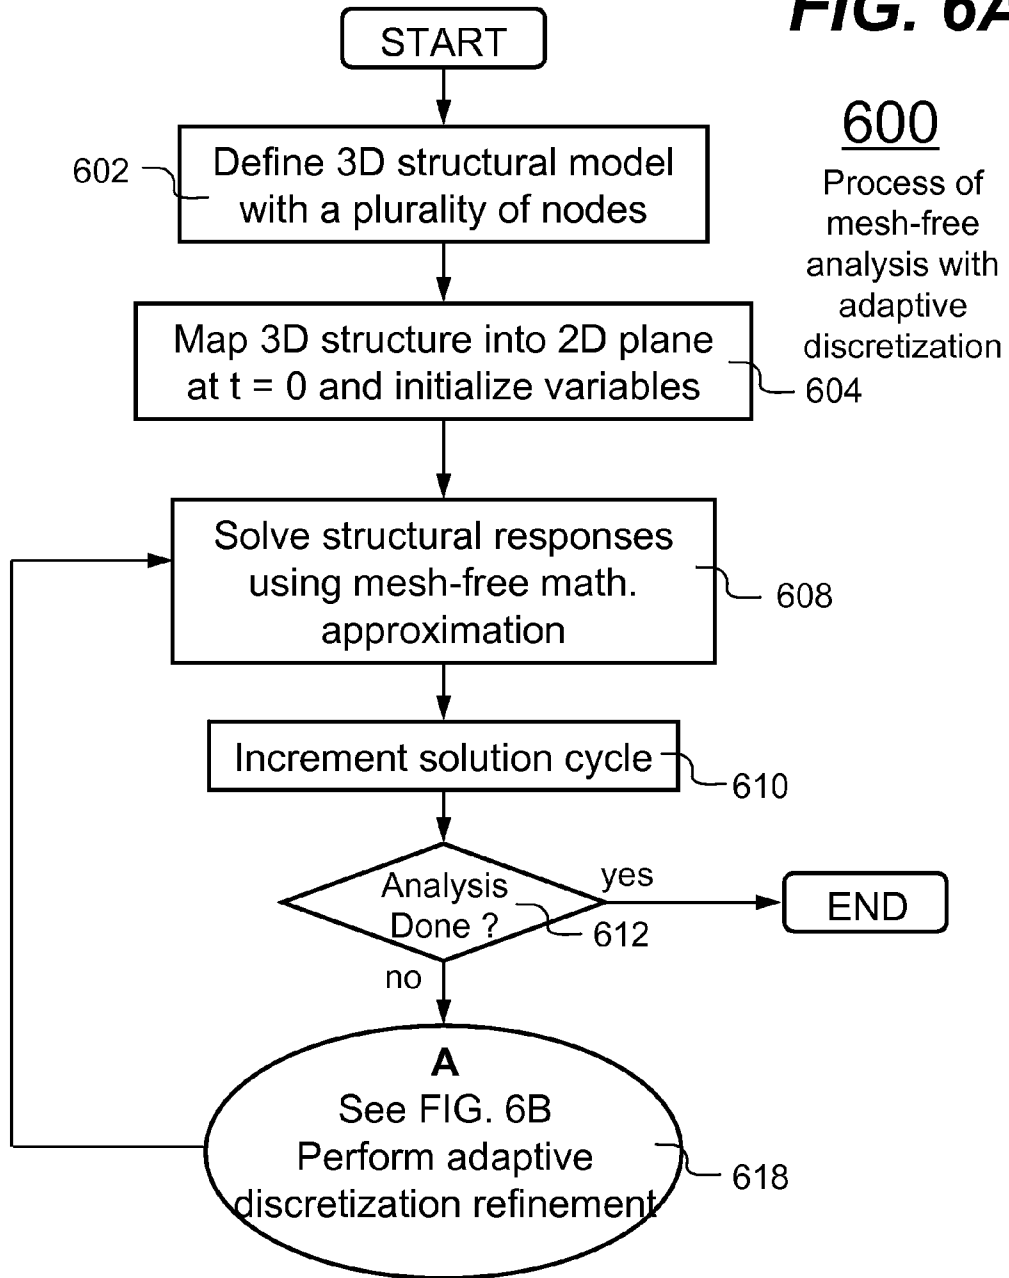 FIG. 6A
START
600
Process of
mesh-free
analysis with
adaptive
discretization
602
Define 3D structural model
with a plurality of nodes
Map 3D structure into 2D plane
at t = 0 and initialize variables
604
Solve structural responses
using mesh-free math.
approximation
608
Increment solution cycle
610
Analysis
Done ?
612
yes
END
no
A
See FIG. 6B
Perform adaptive
discretization refinement
618